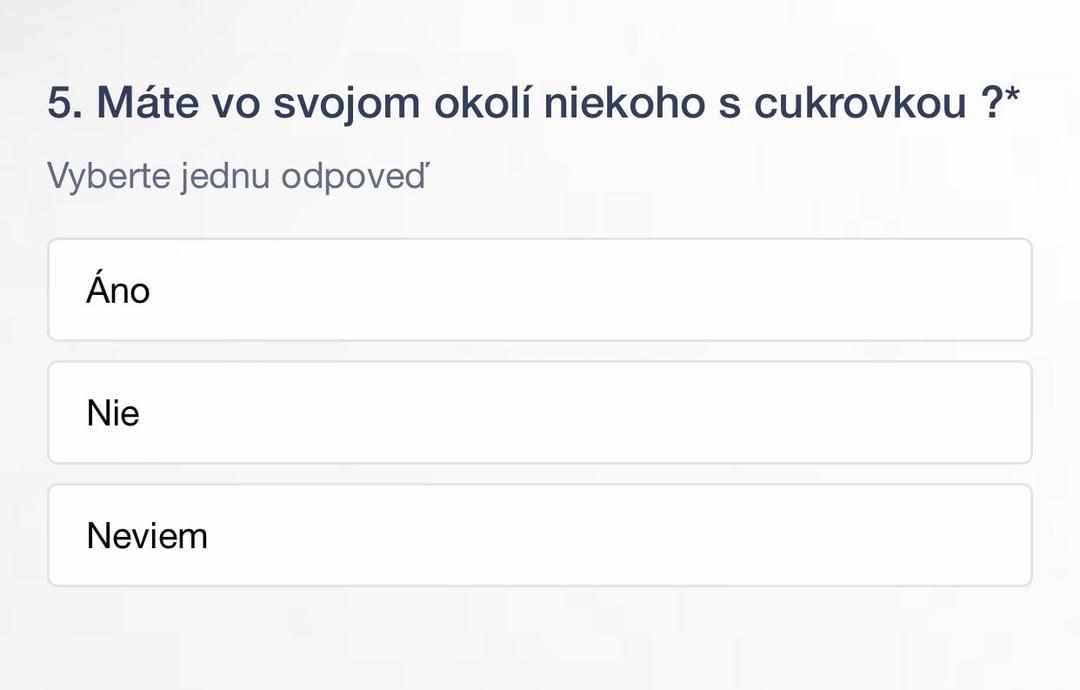 5. Máte vo svojom okolí niekoho s cukrovkou ?*
Vyberte jednu odpoveď
Áno
Nie
Neviem